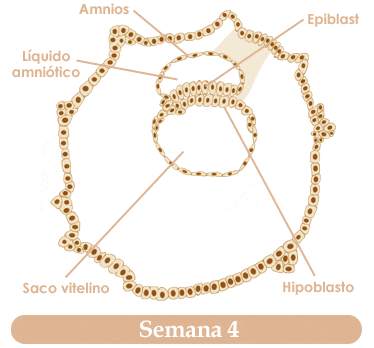 Amnios
Epiblast
Líquido
amniótico
Saco vitelino
Hipoblasto
Semana 4